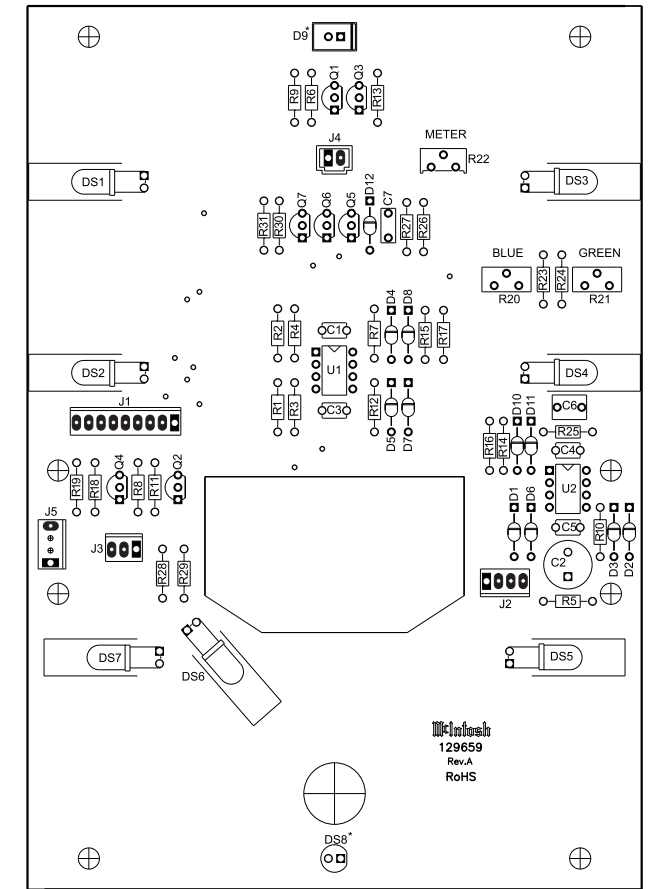 D9*
R9 R6 Q1 Q3 R13
J4
METER
R22
DS1
DS3
R31 R30 Q7 Q6 Q5 D12 C7 R27 R26
BLUE
GREEN
R20 R23 R24 R21
R2 R4 C1 R7 D4 D8 R15 R17
U1
DS2
DS4
R1 R3 C3 R12 D5 D7
J1
D10 D11 C6
R16 R14 R25
C4
R19 R18 Q4 R8 R11 Q2
U2
D1 D6
J5
C5 R10 D3 D2
J3
R28 R29
C2
J2
R5
DS7
DS6
DS5
McIntosh
129659
Rev.A
RoHS
DS8*